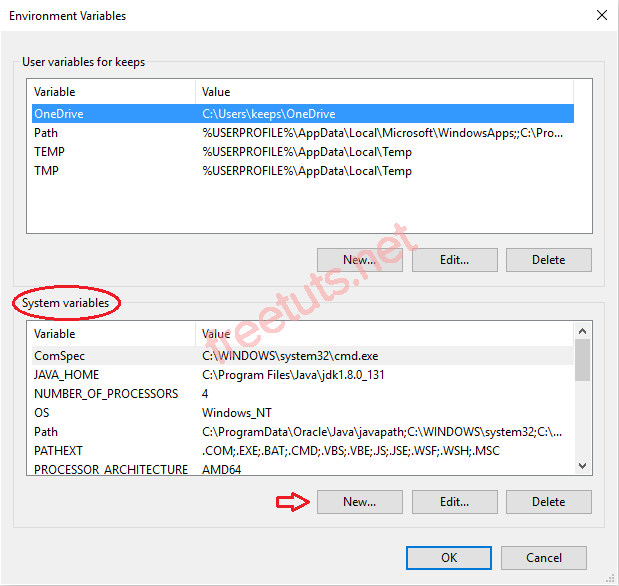 Environment Variables
User variables for keeps
Variable Value
OneDrive C:\Users\keeps\OneDrive
Path %USERPROFILE%\AppData\Local\Microsoft\WindowsApps;;C:\Pro...
TEMP %USERPROFILE%\AppData\Local\Temp
TMP %USERPROFILE%\AppData\Local\Temp
New... Edit... Delete
freetuts.net
System variables
Variable Value
ComSpec C:\WINDOWS\system32\cmd.exe
JAVA_HOME C:\Program Files\Java\jdk1.8.0_131
NUMBER_OF_PROCESSORS 4
OS Windows_NT
Path C:\ProgramData\Oracle\Java\javapath;C:\WINDOWS\system32;C:\...
PATHEXT .COM;.EXE;.BAT;.CMD;.VBS;.VBE;.JS;.JSE;.WSF;.WSH;.MSC
PROCESSOR_ARCHITECTURE AMD64
New... Edit... Delete
OK Cancel